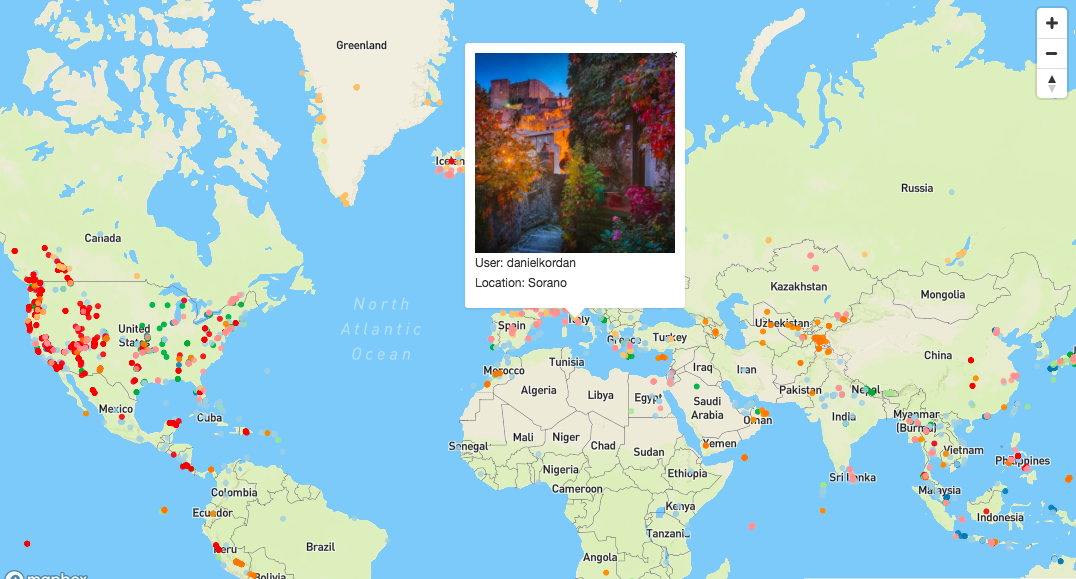 Greenland
×
+
−
Icelan
Russia
Canada
User: danielkordan
Location: Sorano
Kazakhstan
Mongolia
North
Atlantic
Ocean
United
States
Spain
Italy
Uzbekistan
Greece
Turkey
China
Morocco
Tunisia
Iraq
Iran
Algeria
Libya
Egypt
Pakistan
Nepal
Mexico
Cuba
Saudi
Arabia
Oman
India
Myanmar
(Burma)
Senegal
Mali
Niger
Chad
Sudan
Yemen
Vietnam
Philippines
Nigeria
Ethiopia
Sri Lanka
Colombia
Cameroon
Malaysia
Ecuador
Kenya
Indonesia
Peru
Brazil
Tanzania
Angola
Bolivia
mapbox